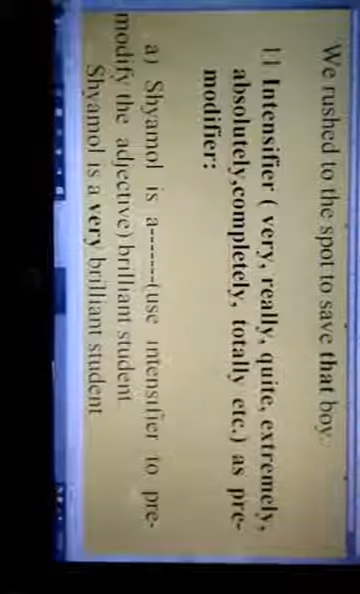 We rushed to the spot to save that boy.
11 Intensifier ( very, really, quite, extremely,
absolutely,completely, totally etc.) as pre-
modifier:
a) Shyamol is a-------(use intensifier to pre-
modify the adjective) brilliant student
Shyamol is a very brilliant student